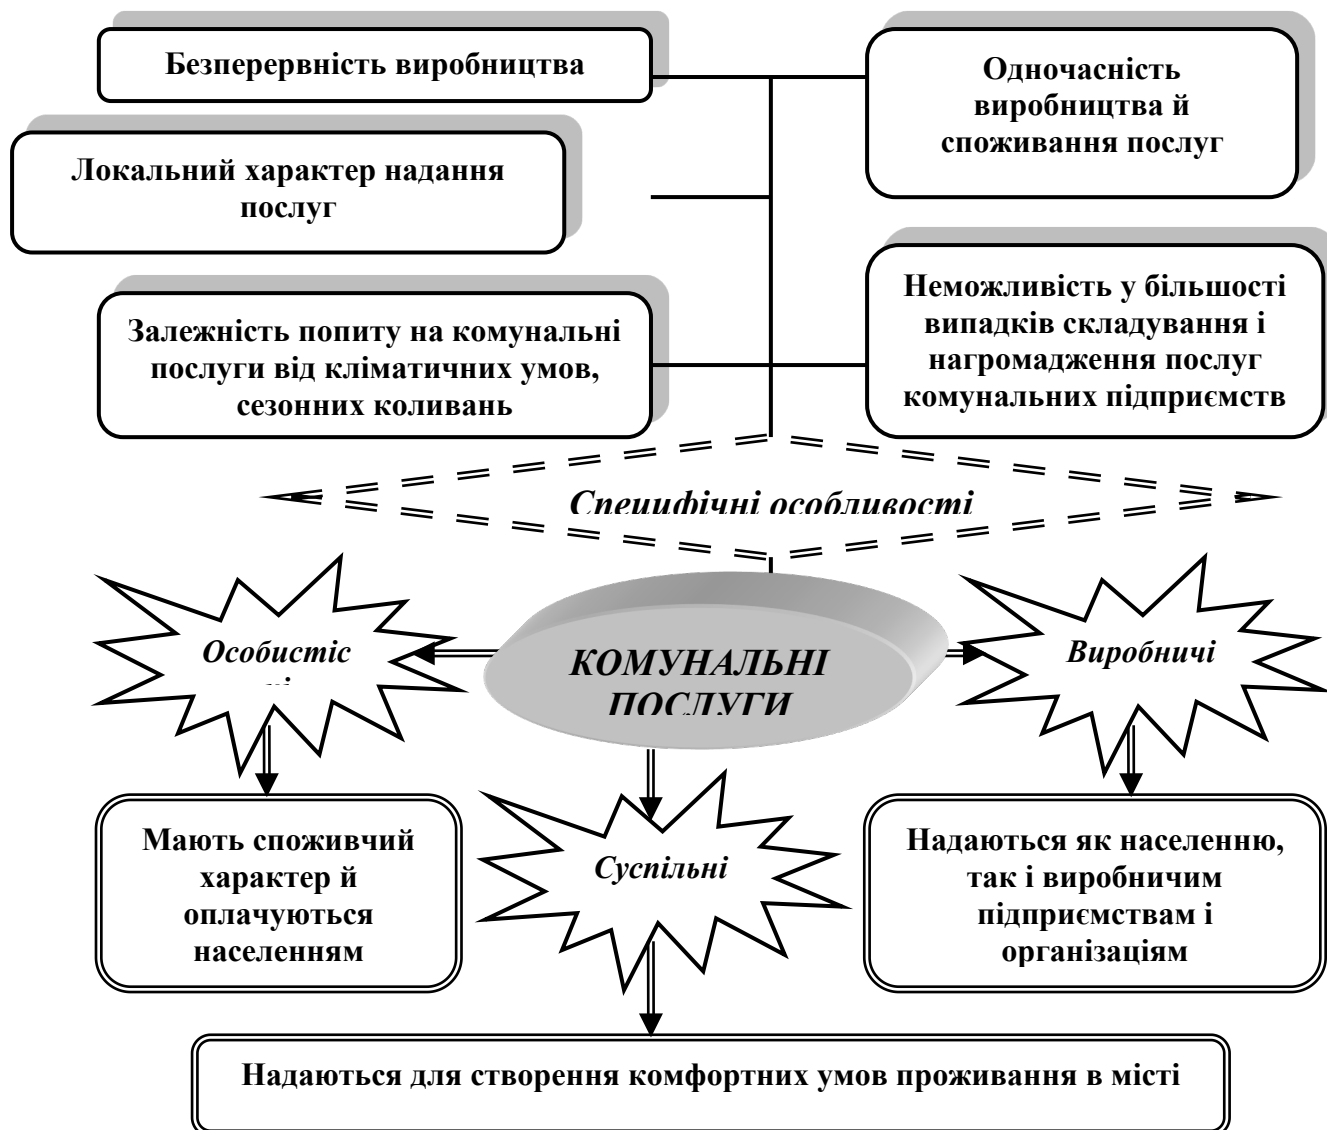 Безперервність виробництва
Одночасність
виробництва й
споживання послуг
Локальний характер надання
послуг
Залежність попиту на комунальні
послуги від кліматичних умов,
сезонних коливань
Неможливість у більшості
випадків складування і
нагромадження послуг
комунальних підприємств
Специфічні особливості
Особистіс
КОМУНАЛЬНІ
ПОСЛУГИ
Виробничі
Мають споживчий
характер й
оплачуються
населенням
Суспільні
Надаються як населенню,
так і виробничим
підприємствам і
організаціям
Надаються для створення комфортних умов проживання в місті